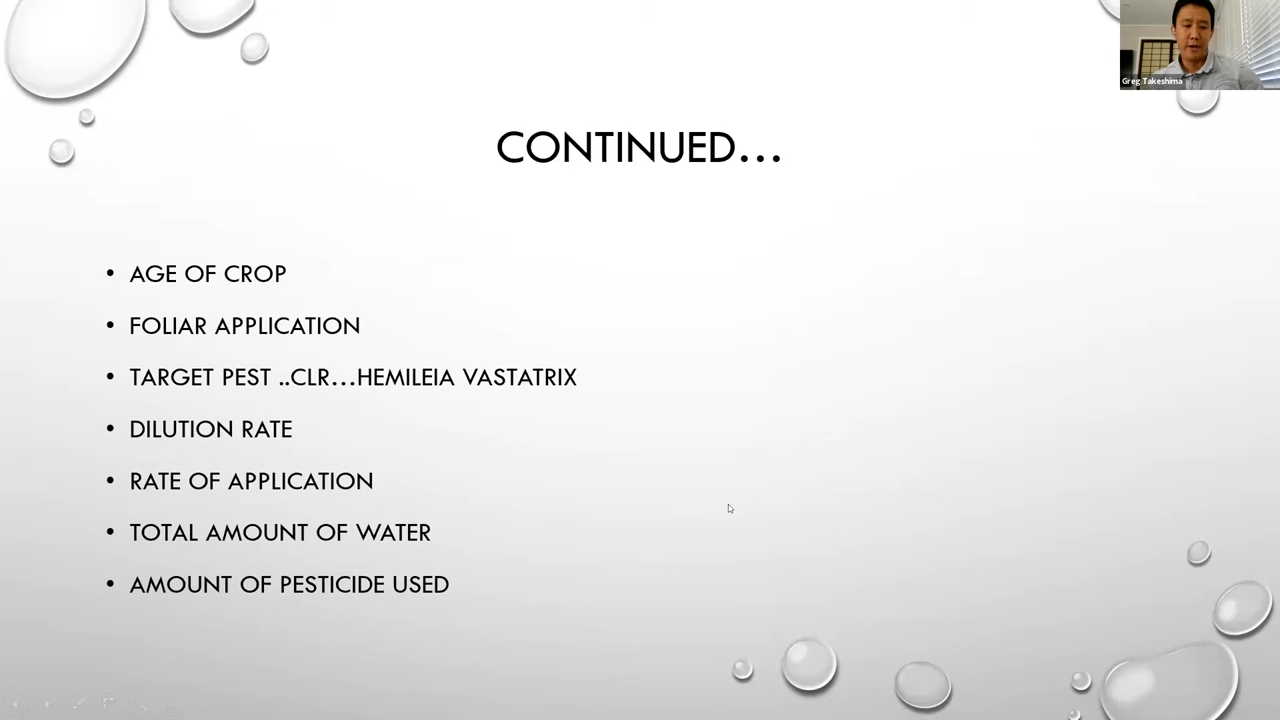 Greg Takeshima
CONTINUED...
• AGE OF CROP
• FOLIAR APPLICATION
• TARGET PEST ..CLR...HEMILEIA VASTATRIX
• DILUTION RATE
• RATE OF APPLICATION
• TOTAL AMOUNT OF WATER
• AMOUNT OF PESTICIDE USED